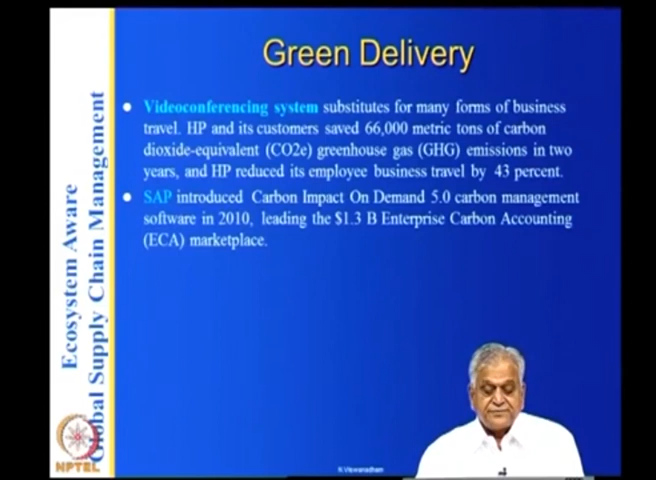 Green Delivery
Videoconferencing system substitutes for many forms of business
travel. HP and its customers saved 66,000 metric tons of carbon
dioxide-equivalent (CO2e) greenhouse gas (GHG) emissions in two
years, and HP reduced its employee business travel by 43 percent.
SAP introduced Carbon Impact On Demand 5.0 carbon management
software in 2010, leading the $1.3 B Enterprise Carbon Accounting
(ECA) marketplace.
Ecosystem Aware
Global Supply Chain Management
NPTEL
N.Viswanadham